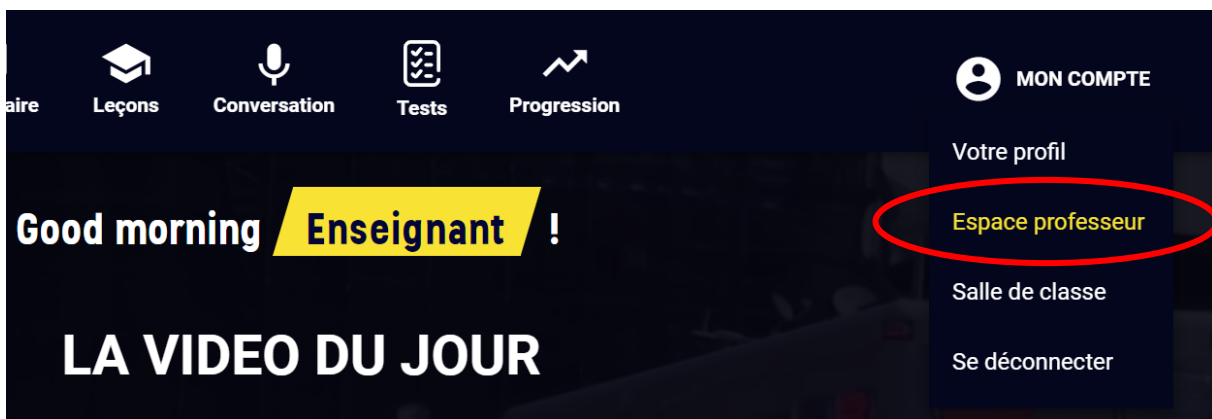 MON COMPTE
aire Leçons Conversation Tests Progression
Votre profil
Good morning Enseignant !
Espace professeur
Salle de classe
LA VIDEO DU JOUR
Se déconnecter